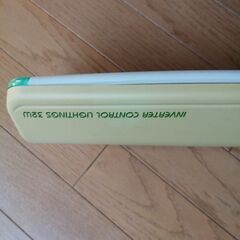 INVERTER CONTROL LIGHTINGS 32W